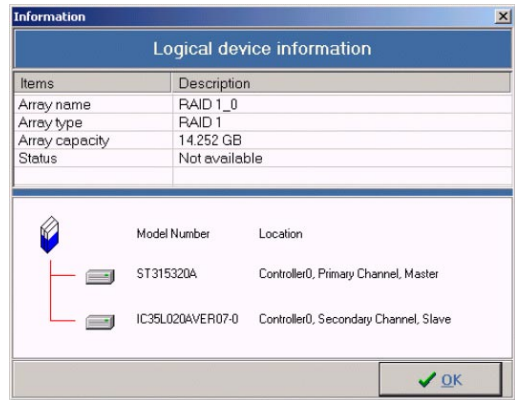 Information
Logical device information
Items Description
Array name RAID 1_0
Array type RAID 1
Array capacity 14.252 GB
Status Not available
Model Number Location
ST315320A Controller0, Primary Channel, Master
IC35L020AVER07-0 Controller0, Secondary Channel, Slave
OK